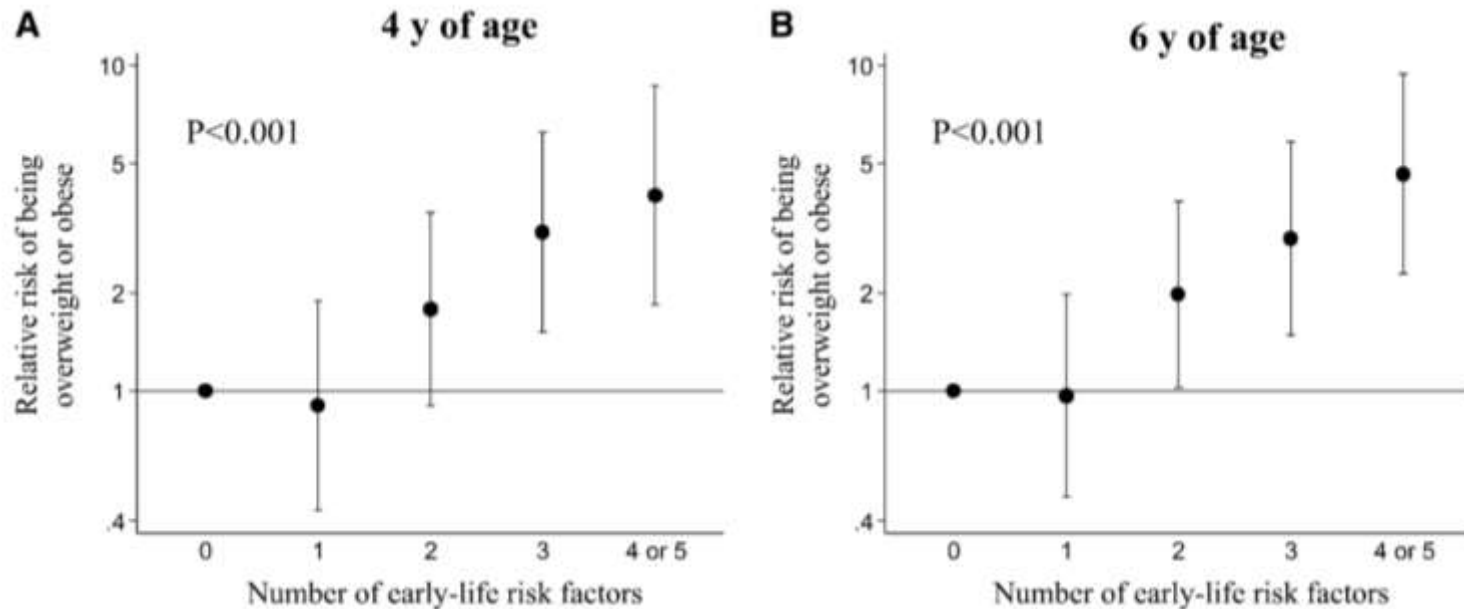 A
4 y of age
10
5
2
1
.4
P<0.001
Relative risk of being
overweight or obese
0 1 2 3 4 or 5
Number of early-life risk factors
B
6 y of age
10
5
2
1
.4
P<0.001
Relative risk of being
overweight or obese
0 1 2 3 4 or 5
Number of early-life risk factors